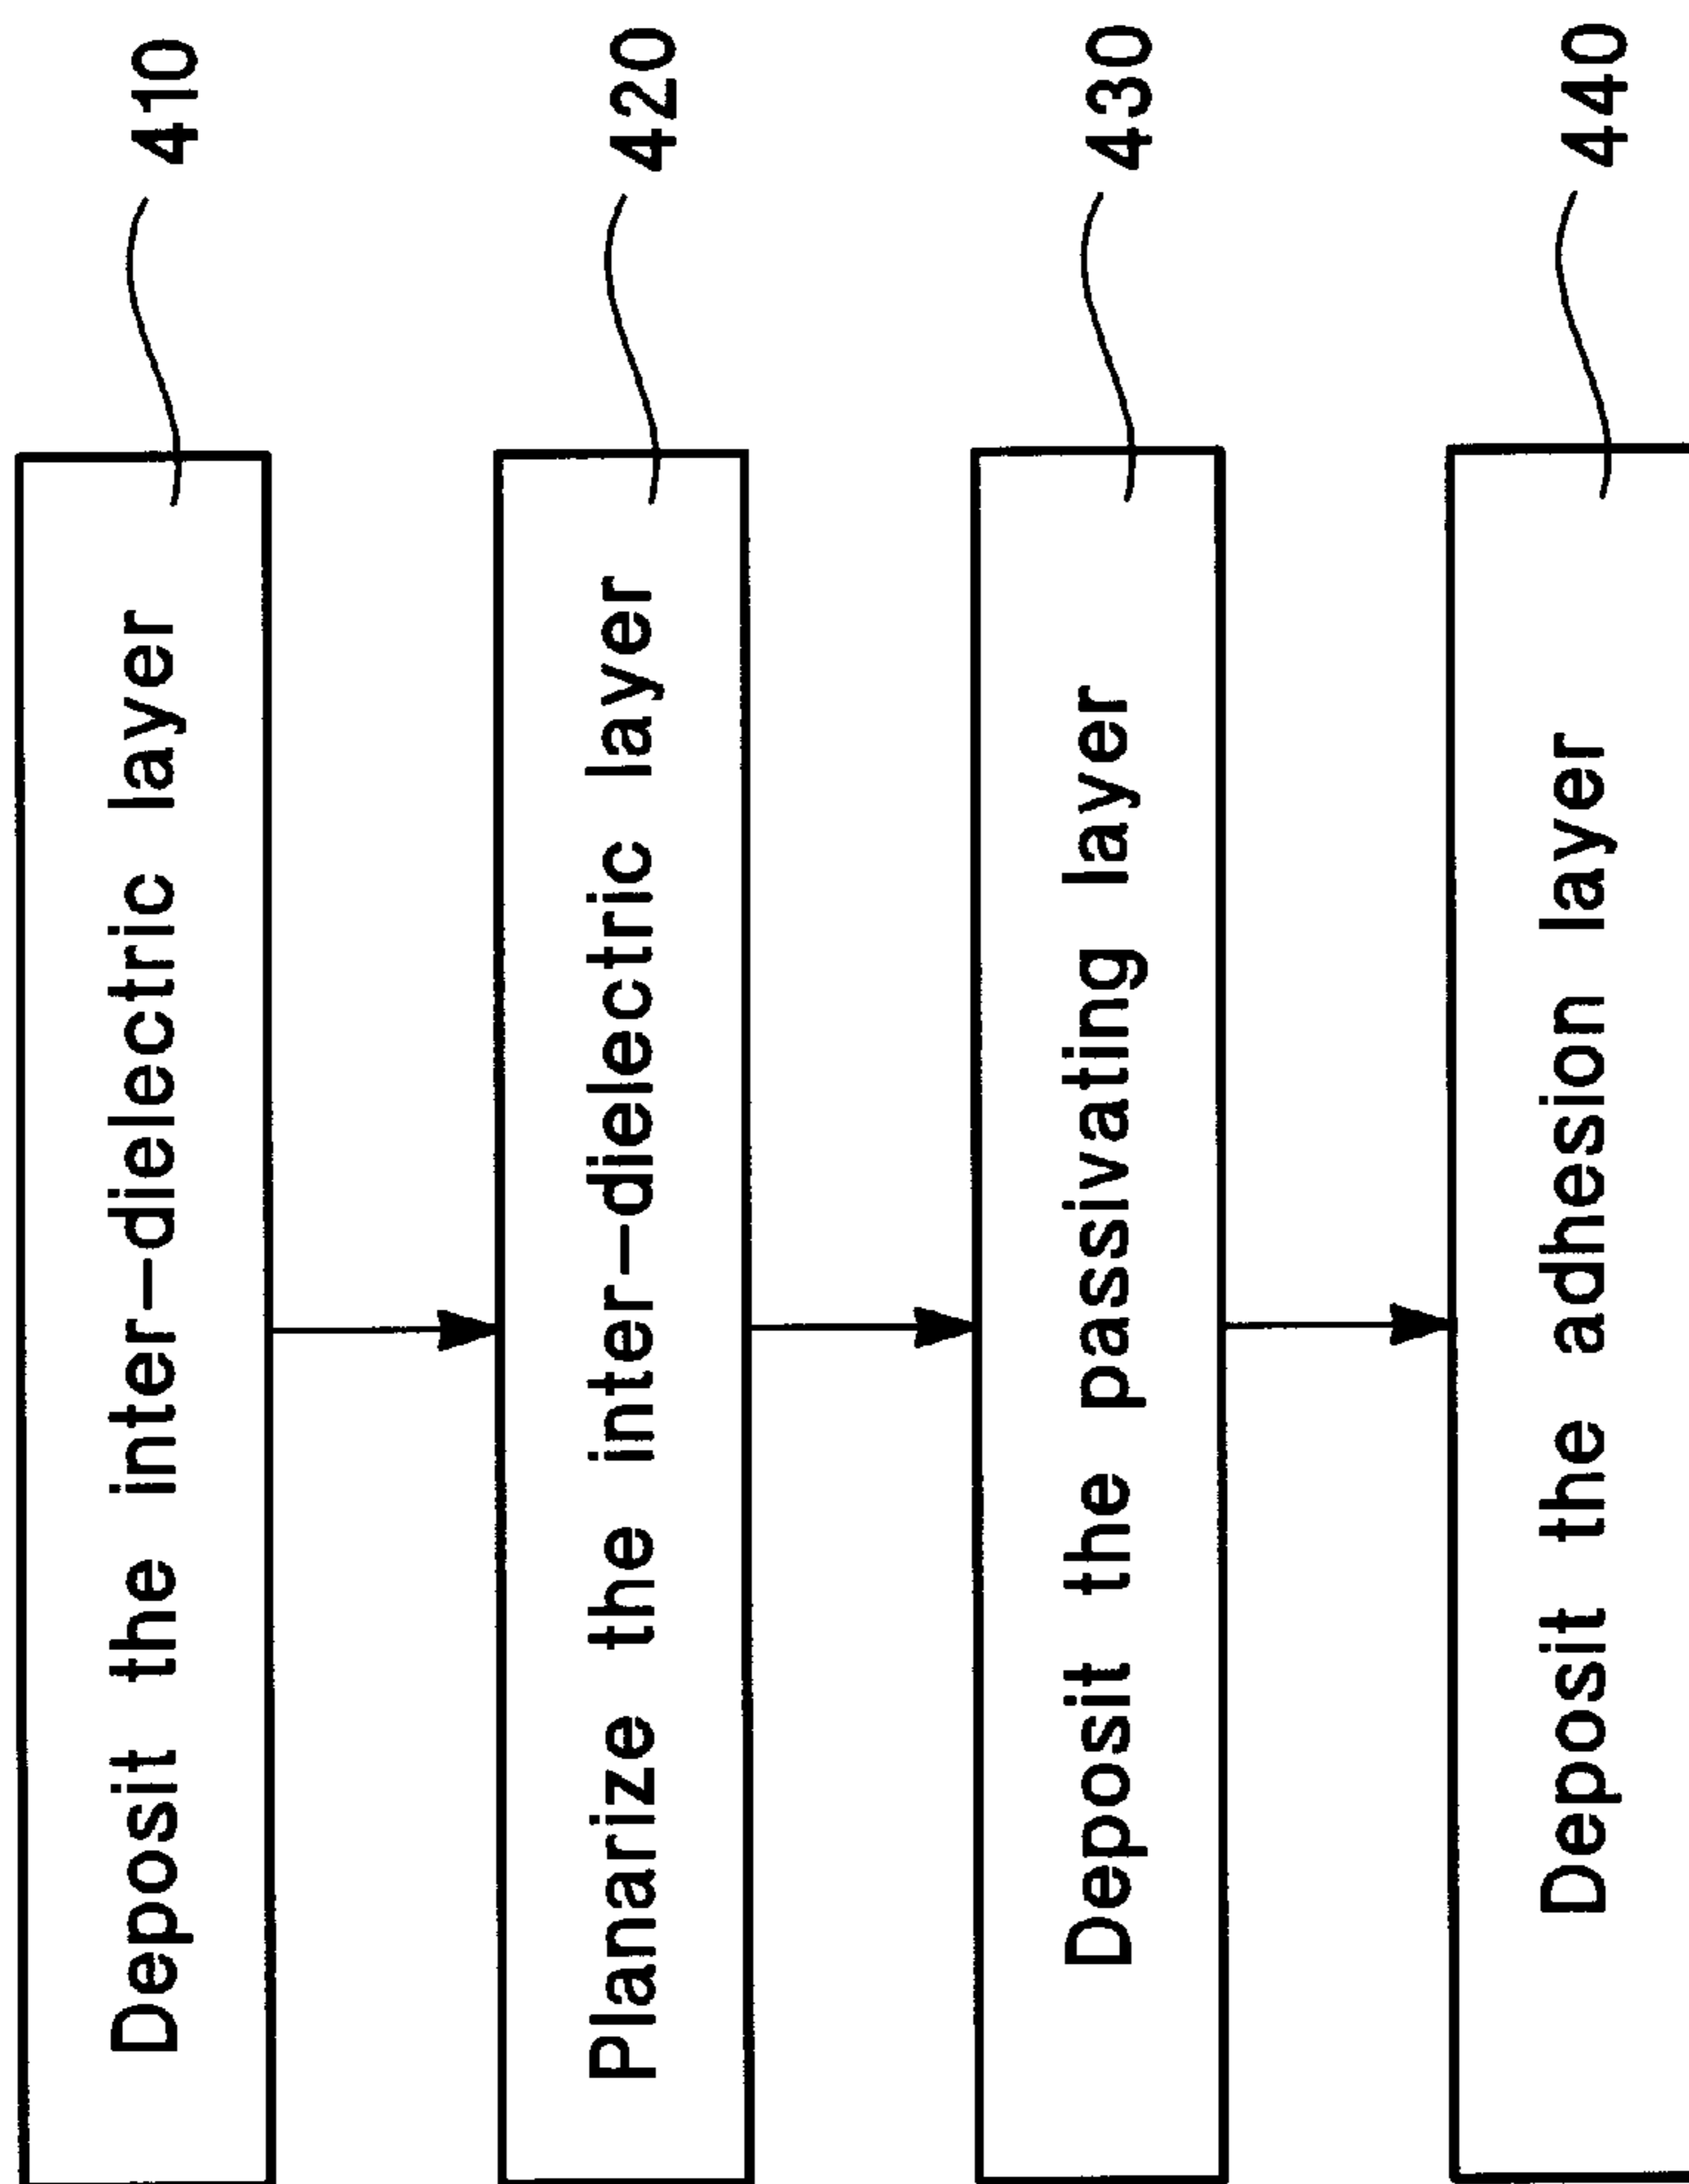 Deposit the inter-dielectric layer 410
Planarize the inter-dielectric layer 420
Deposit the passivating layer 430
Deposit the adhesion layer 440